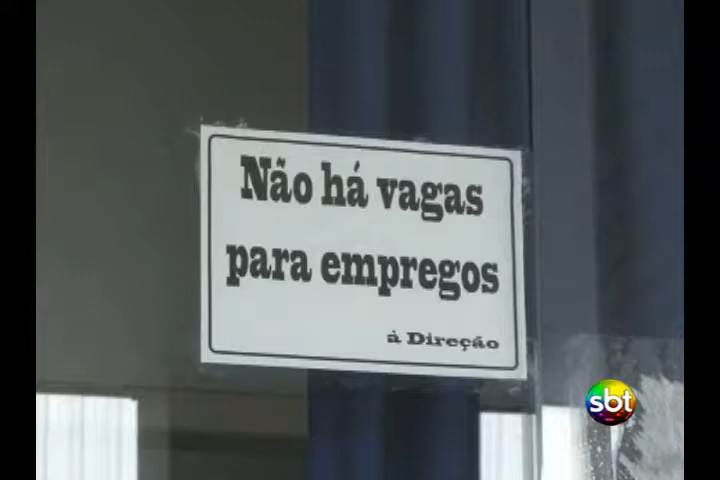 Não há vagas
para empregos
à Direção
sbt